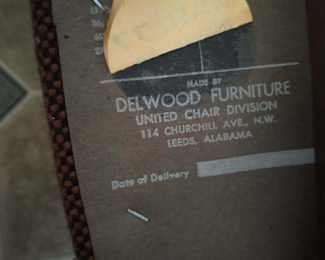 MADE BY
DELWOOD FURNITURE
UNITED CHAIR DIVISION
114 CHURCHILL AVE., N.W.
LEEDS, ALABAMA
Date of Delivery